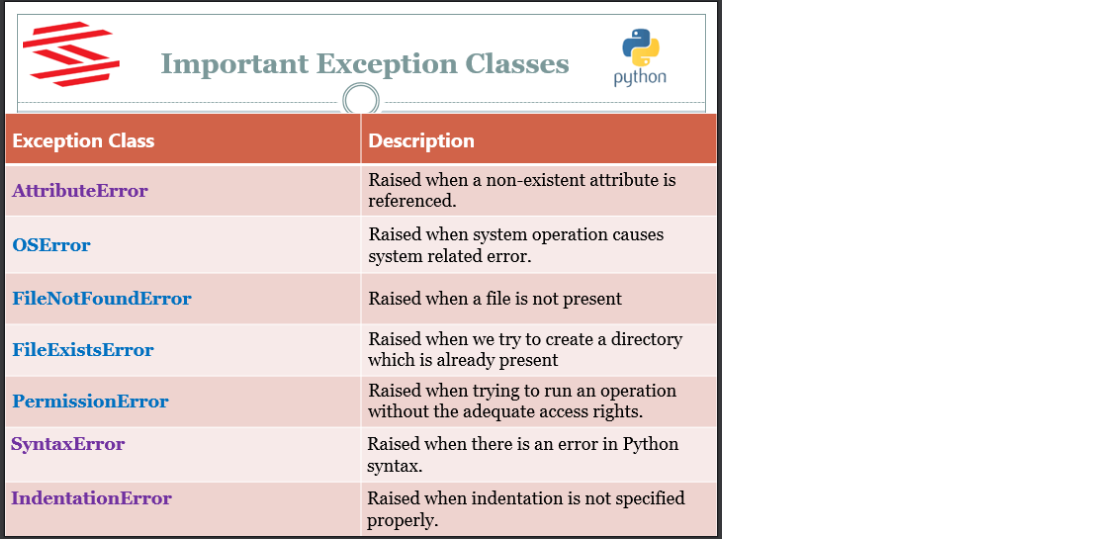 Important Exception Classes
python
Exception Class
Description
AttributeError
Raised when a non-existent attribute is
referenced.
OSError
Raised when system operation causes
system related error.
FileNotFoundError
Raised when a file is not present
FileExistsError
Raised when we try to create a directory
which is already present
PermissionError
Raised when trying to run an operation
without the adequate access rights.
SyntaxError
Raised when there is an error in Python
syntax.
IndentationError
Raised when indentation is not specified
properly.